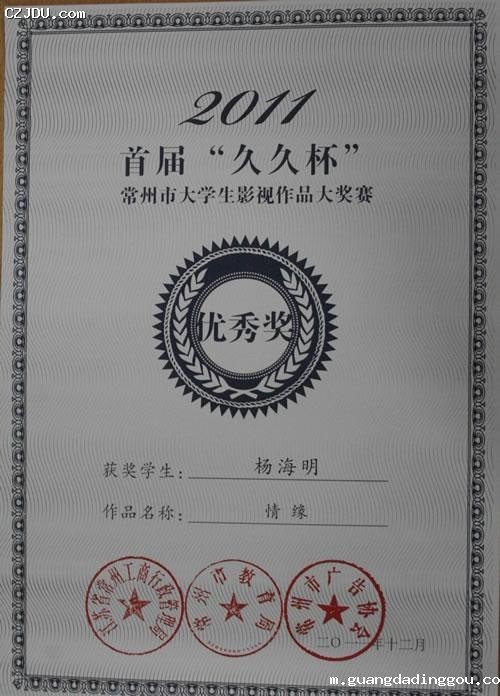 CZJDU.com
2011
首届“久久杯”
常州市大学生影视作品大奖赛
优秀奖
获奖学生：杨海明
作品名称：情缘
江苏省常州工商行政管理局
常州市教育局
常州市广告协会
二〇一一年十二月
m.guangdadinggou.co